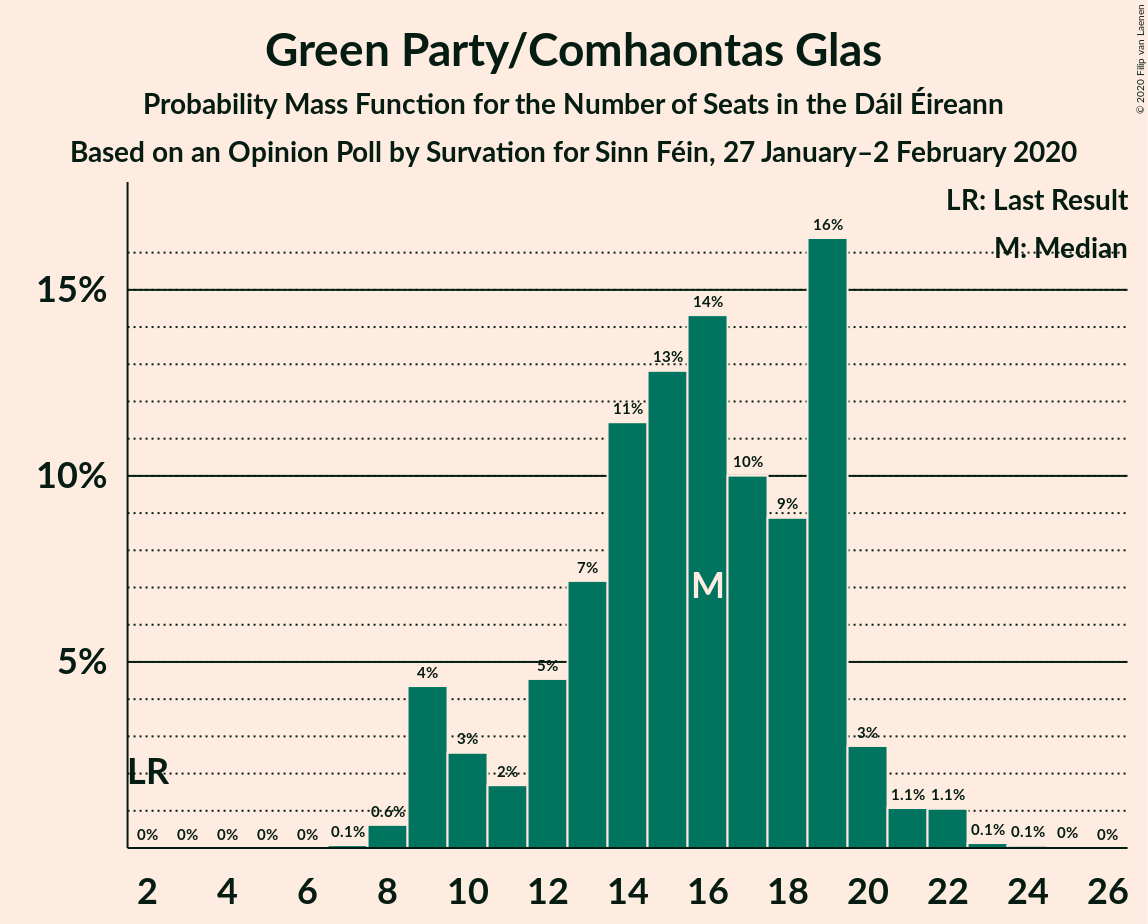 Green Party/Comhaontas Glas
Probability Mass Function for the Number of Seats in the Dáil Éireann
Based on an Opinion Poll by Survation for Sinn Féin, 27 January–2 February 2020
© 2020 Filip van Laenen
LR: Last Result
M: Median
15%
10%
5%
0% 0% 0% 0% 0% 0.1% 0.6% 4% 3% 2% 5% 7% 11% 13% 14% 10% 9% 16% 3% 1.1% 1.1% 0.1% 0.1% 0% 0%
M
LR
2 4 6 8 10 12 14 16 18 20 22 24 26